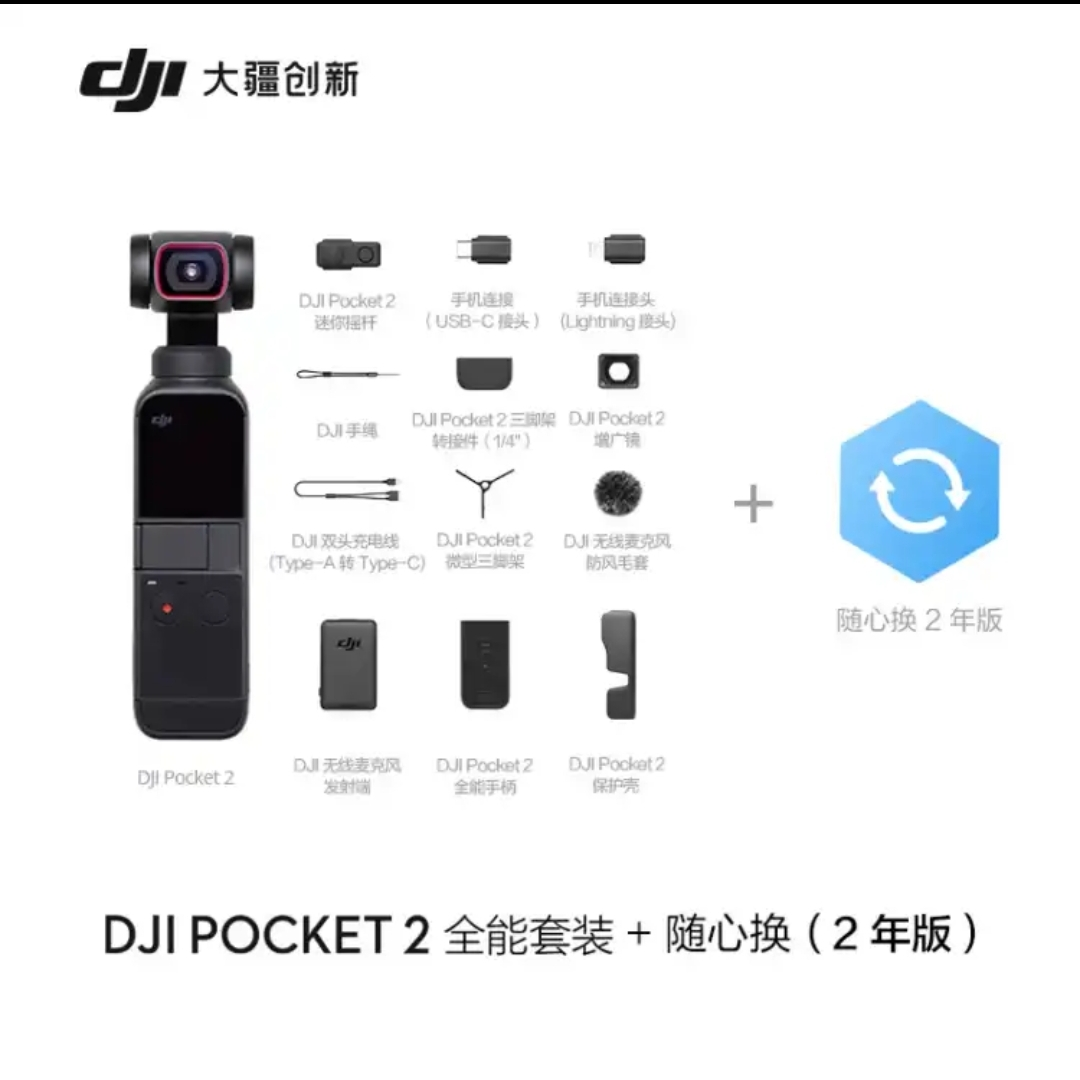 dji 大疆创新
DJI Pocket 2
迷你摇杆
手机连接
（USB-C 接头）
手机连接头
(Lightning 接头)
DJI 手绳
DJI Pocket 2 三脚架
转接件（1/4"）
DJI Pocket 2
增广镜
dji
DJI 双头充电线
(Type-A 转 Type-C)
DJI Pocket 2
微型三脚架
DJI 无线麦克风
防风毛套
随心换 2 年版
dji
DJI Pocket 2
DJI 无线麦克风
发射端
DJI Pocket 2
全能手柄
DJI Pocket 2
保护壳
DJI POCKET 2 全能套装 + 随心换（2 年版）